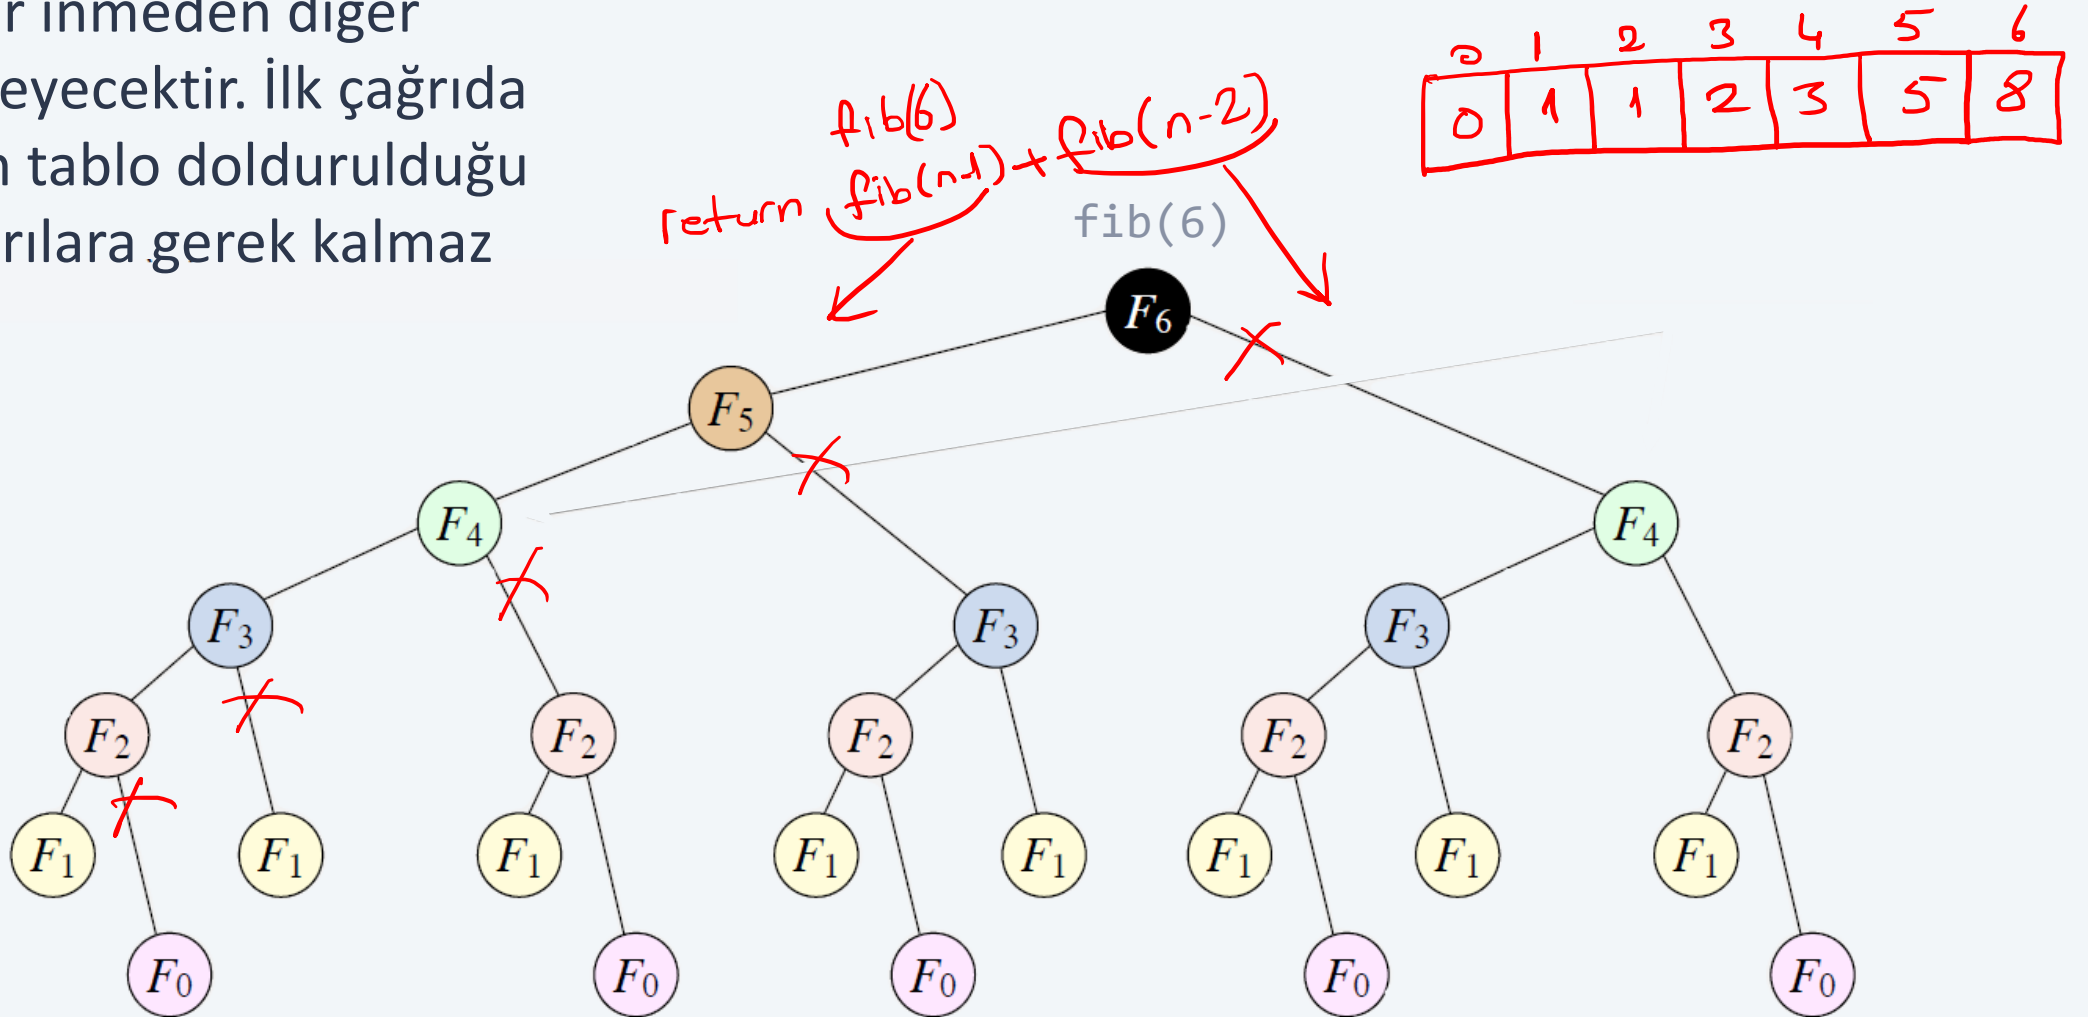 r inmeden diğer
eyecektir. İlk çağrıda
n tablo doldurulduğu
rılara gerek kalmaz
0 1 2 3 4 5 6
0 1 1 2 3 5 8
fib(6)
return fib(n-1) + fib(n-2)
fib(6)
F6
F5
F4 F4
F3 F3 F3
F2 F2 F2 F2 F2
F1 F1 F1 F1 F1 F1 F1 F1
F0 F0 F0 F0 F0